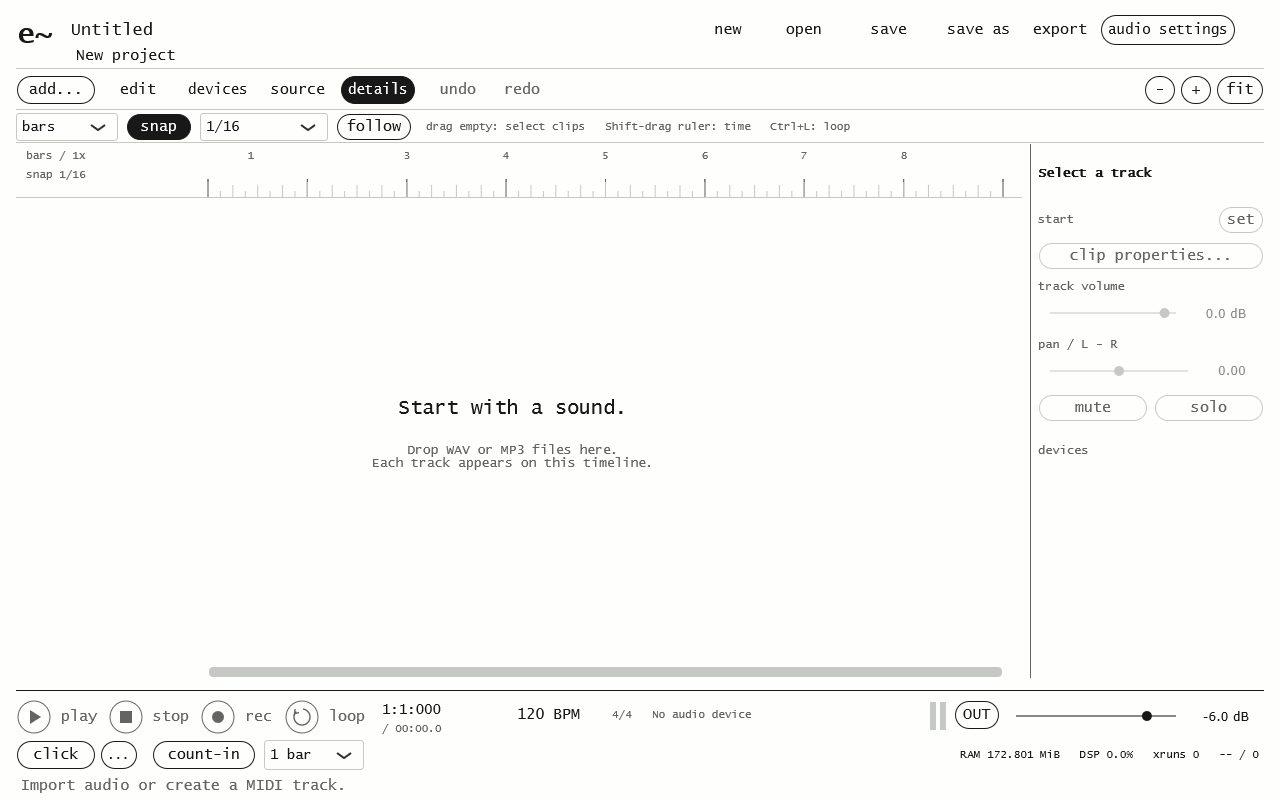 e~ Untitled new open save save as export audio settings
New project
add... edit devices source details undo redo - + fit
bars snap 1/16 follow drag empty: select clips Shift-drag ruler: time Ctrl+L: loop
bars / 1x 1 3 4 5 6 7 8
snap 1/16
Select a track
start set
clip properties...
track volume
0.0 dB
pan / L - R
0.00
mute solo
devices
Start with a sound.
Drop WAV or MP3 files here.
Each track appears on this timeline.
play stop rec loop 1:1:000 120 BPM 4/4 No audio device OUT -6.0 dB
/ 00:00.0
click ... count-in 1 bar RAM 172.801 MiB DSP 0.0% xruns 0 -- / 0
Import audio or create a MIDI track.